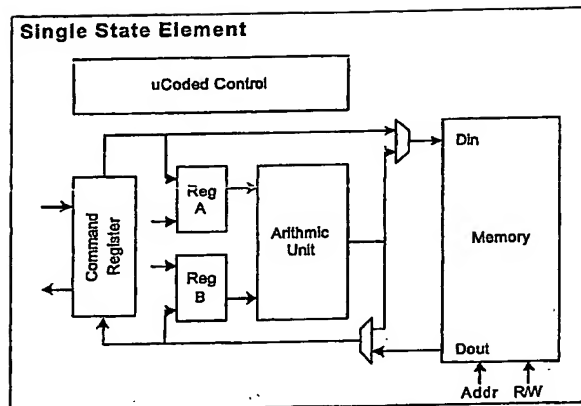 Single State Element
uCoded Control
Command
Register
Reg
A
Reg
B
Arithmic
Unit
Din
Memory
Dout
Addr
R/W